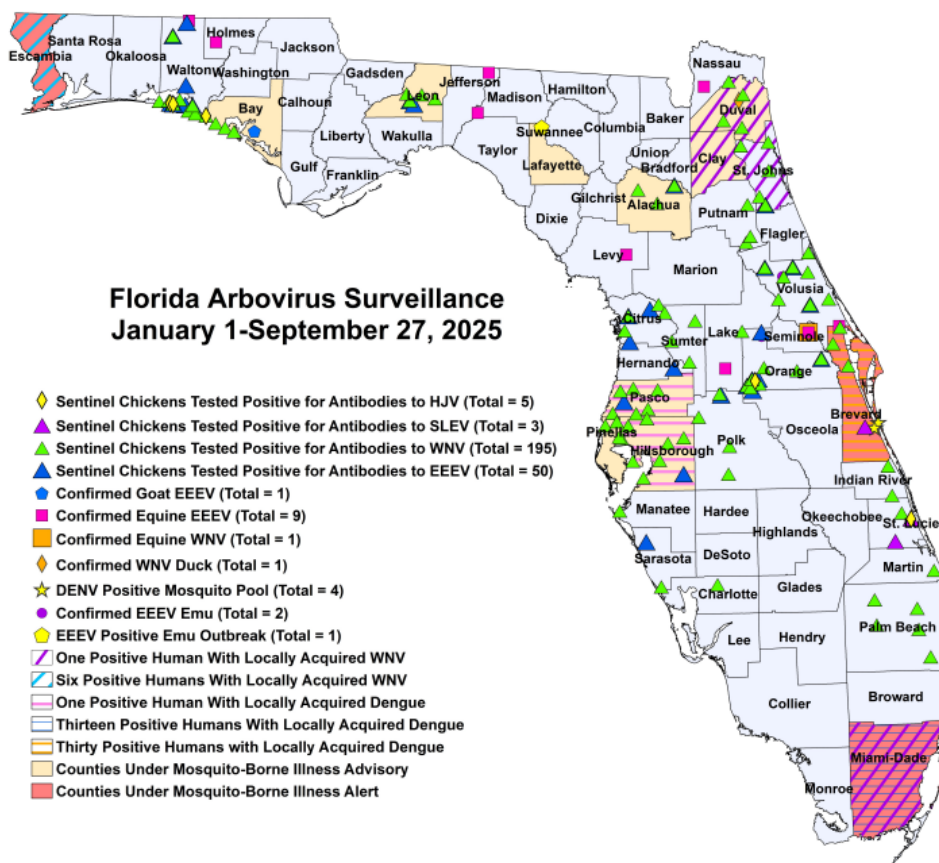 Holmes
Jackson
Santa Rosa
Escambia
Okaloosa
Walton
Washington
Gadsden
Leon
Jefferson
Madison
Hamilton
Nassau
Duval
Bay
Calhoun
Liberty
Wakulla
Suwannee
Columbia
Baker
Taylor
Lafayette
Union
Bradford
Clay
St. Johns
Gulf
Franklin
Gilchrist
Alachua
Putnam
Dixie
Flagler
Levy
Marion
Volusia
Florida Arbovirus Surveillance
January 1-September 27, 2025
Citrus
Sumter
Lake
Seminole
Hernando
Orange
Pasco
Brevard
Pinellas
Hillsborough
Polk
Osceola
Indian River
Manatee
Hardee
Highlands
Okeechobee
St. Lucie
Sarasota
DeSoto
Martin
Charlotte
Glades
Lee
Hendry
Palm Beach
Collier
Broward
Monroe
Miami-Dade
Sentinel Chickens Tested Positive for Antibodies to HJV (Total = 5)
Sentinel Chickens Tested Positive for Antibodies to SLEV (Total = 3)
Sentinel Chickens Tested Positive for Antibodies to WNV (Total = 195)
Sentinel Chickens Tested Positive for Antibodies to EEEV (Total = 50)
Confirmed Goat EEEV (Total = 1)
Confirmed Equine EEEV (Total = 9)
Confirmed Equine WNV (Total = 1)
Confirmed WNV Duck (Total = 1)
DENV Positive Mosquito Pool (Total = 4)
Confirmed EEEV Emu (Total = 2)
EEEV Positive Emu Outbreak (Total = 1)
One Positive Human With Locally Acquired WNV
Six Positive Humans With Locally Acquired WNV
One Positive Human With Locally Acquired Dengue
Thirteen Positive Humans With Locally Acquired Dengue
Thirty Positive Humans with Locally Acquired Dengue
Counties Under Mosquito-Borne Illness Advisory
Counties Under Mosquito-Borne Illness Alert